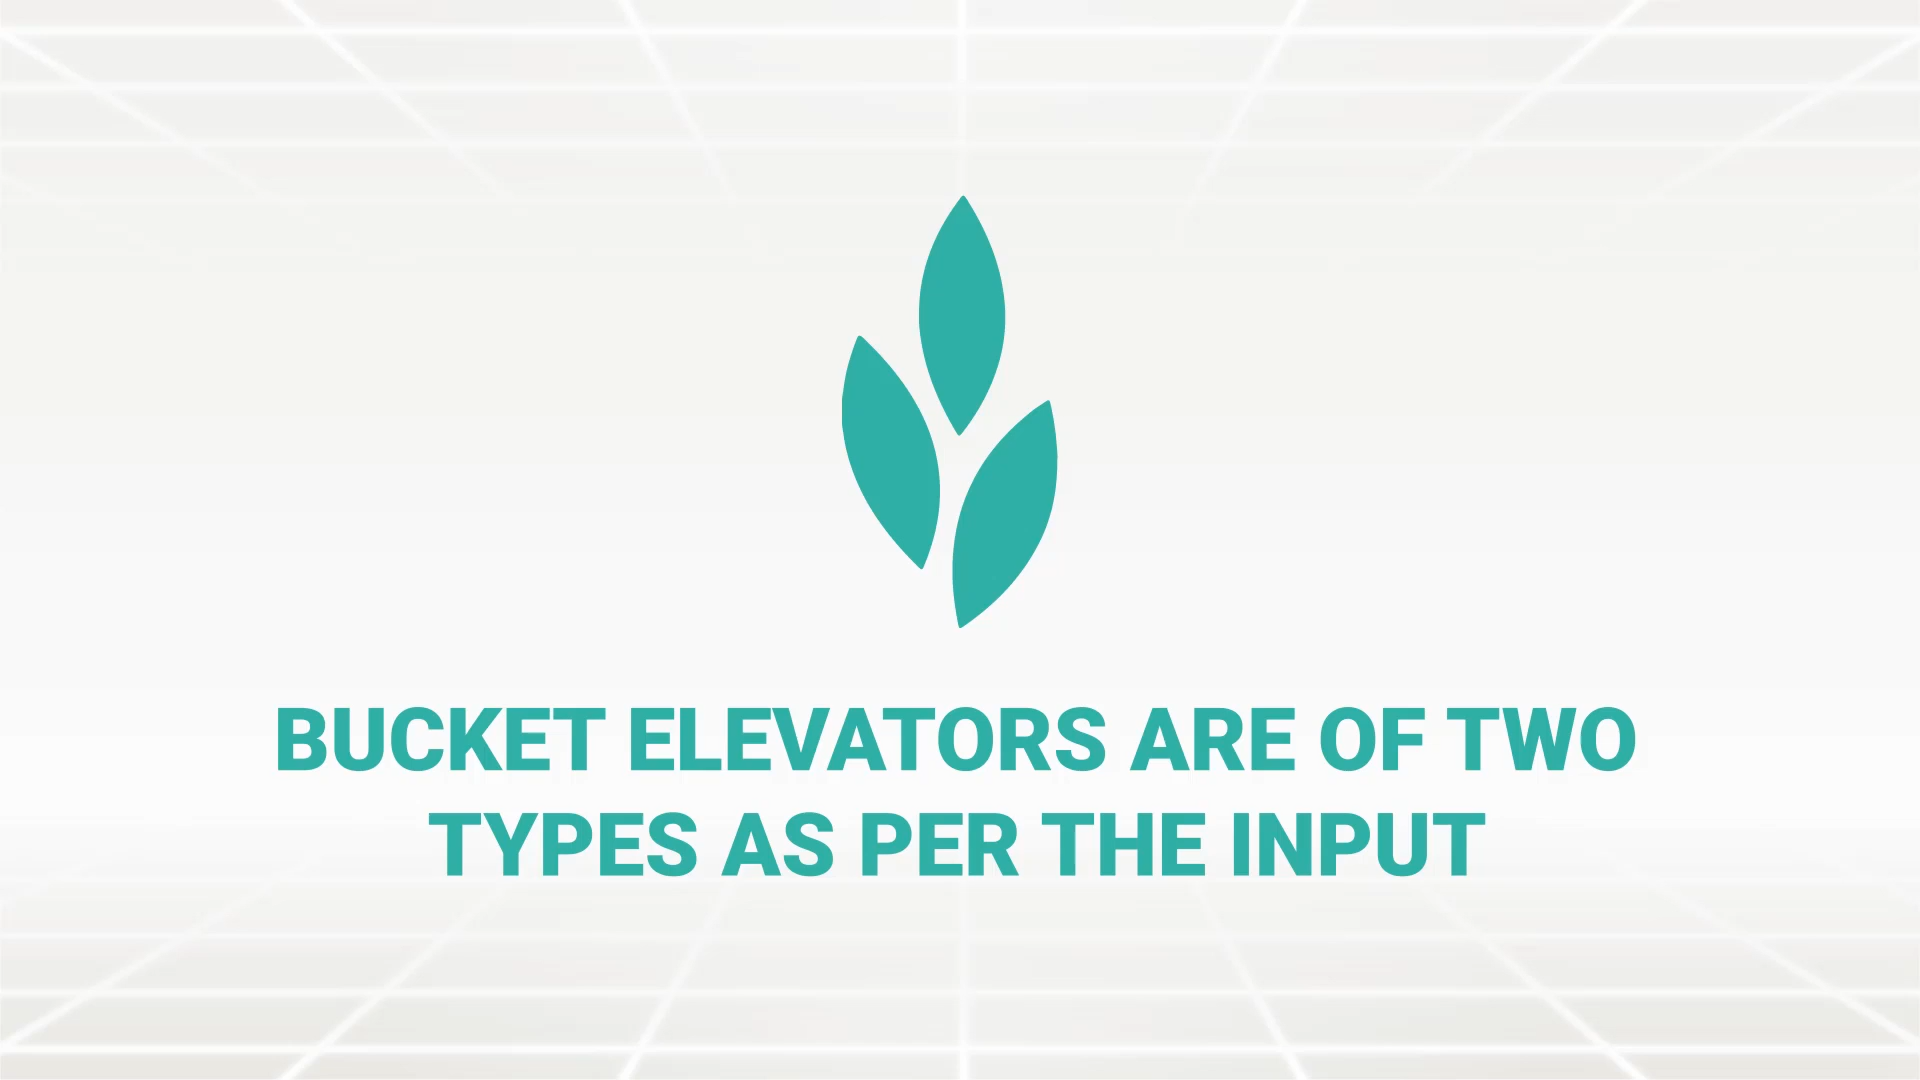 BUCKET ELEVATORS ARE OF TWO
TYPES AS PER THE INPUT